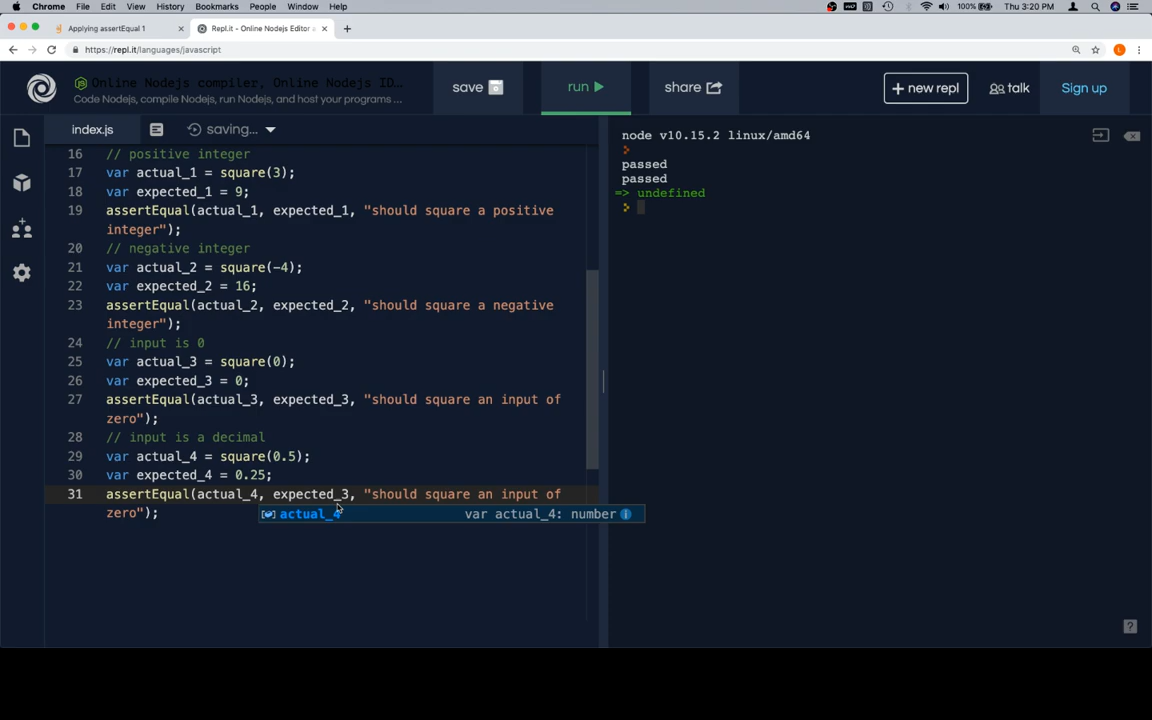 Chrome File Edit View History Bookmarks People Window Help 100% Thu 3:20 PM
Applying assertEqual 1 Repl.it - Online Nodejs Editor
https://repl.it/languages/javascript
Online Nodejs compiler, Online Nodejs ID...
Code Nodejs, compile Nodejs, run Nodejs, and host your programs ...
save run share + new repl talk Sign up
index.js saving...
16 // positive integer
17 var actual_1 = square(3);
18 var expected_1 = 9;
19 assertEqual(actual_1, expected_1, "should square a positive
integer");
20 // negative integer
21 var actual_2 = square(-4);
22 var expected_2 = 16;
23 assertEqual(actual_2, expected_2, "should square a negative
integer");
24 // input is 0
25 var actual_3 = square(0);
26 var expected_3 = 0;
27 assertEqual(actual_3, expected_3, "should square an input of
zero");
28 // input is a decimal
29 var actual_4 = square(0.5);
30 var expected_4 = 0.25;
31 assertEqual(actual_4, expected_3, "should square an input of
zero");
actual_4 var actual_4: number
node v10.15.2 linux/amd64
passed
passed
=> undefined